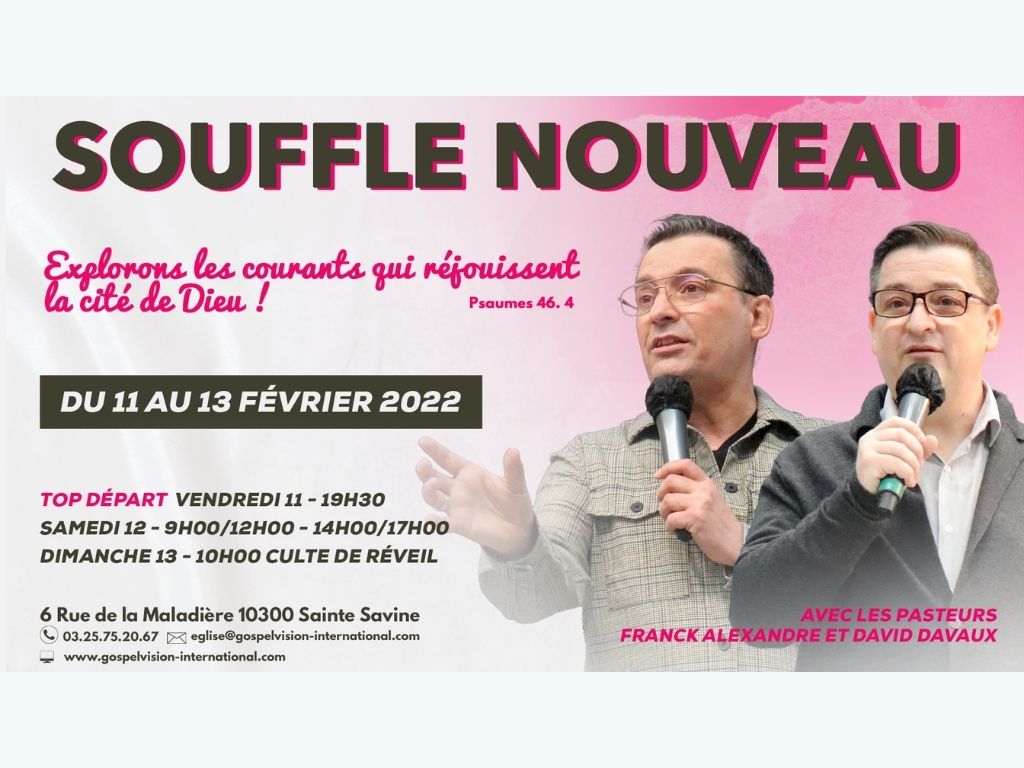 SOUFFLE NOUVEAU
Explorons les courants qui réjouissent
la cité de Dieu !
Psaumes 46. 4
DU 11 AU 13 FÉVRIER 2022
TOP DÉPART VENDREDI 11 - 19H30
SAMEDI 12 - 9H00/12H00 - 14H00/17H00
DIMANCHE 13 - 10H00 CULTE DE RÉVEIL
6 Rue de la Maladière 10300 Sainte Savine
03.25.75.20.67 eglise@gospelvision-international.com
www.gospelvision-international.com
AVEC LES PASTEURS
FRANCK ALEXANDRE ET DAVID DAVAUX